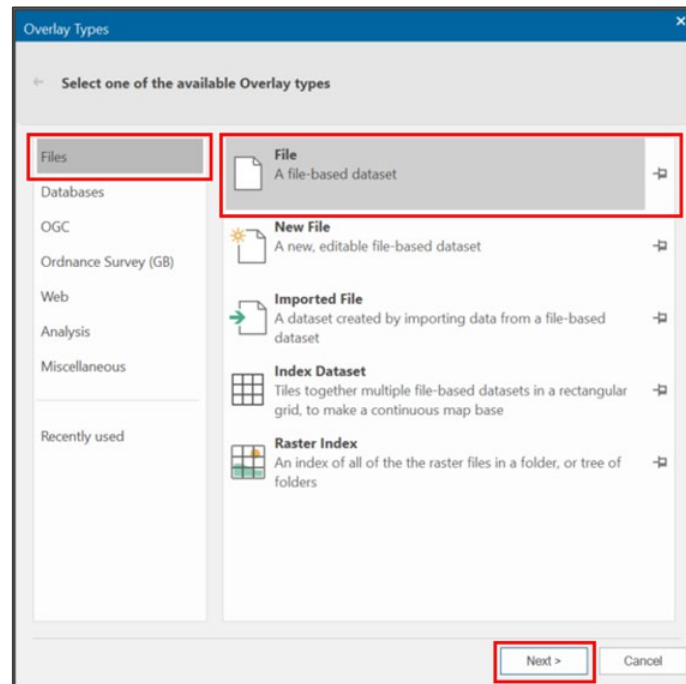 Overlay Types
Select one of the available Overlay types
Files
Databases
OGC
Ordnance Survey (GB)
Web
Analysis
Miscellaneous
Recently used
File
A file-based dataset
New File
A new, editable file-based dataset
Imported File
A dataset created by importing data from a file-based
dataset
Index Dataset
Tiles together multiple file-based datasets in a rectangular
grid, to make a continuous map base
Raster Index
An index of all of the the raster files in a folder, or tree of
folders
Next >
Cancel